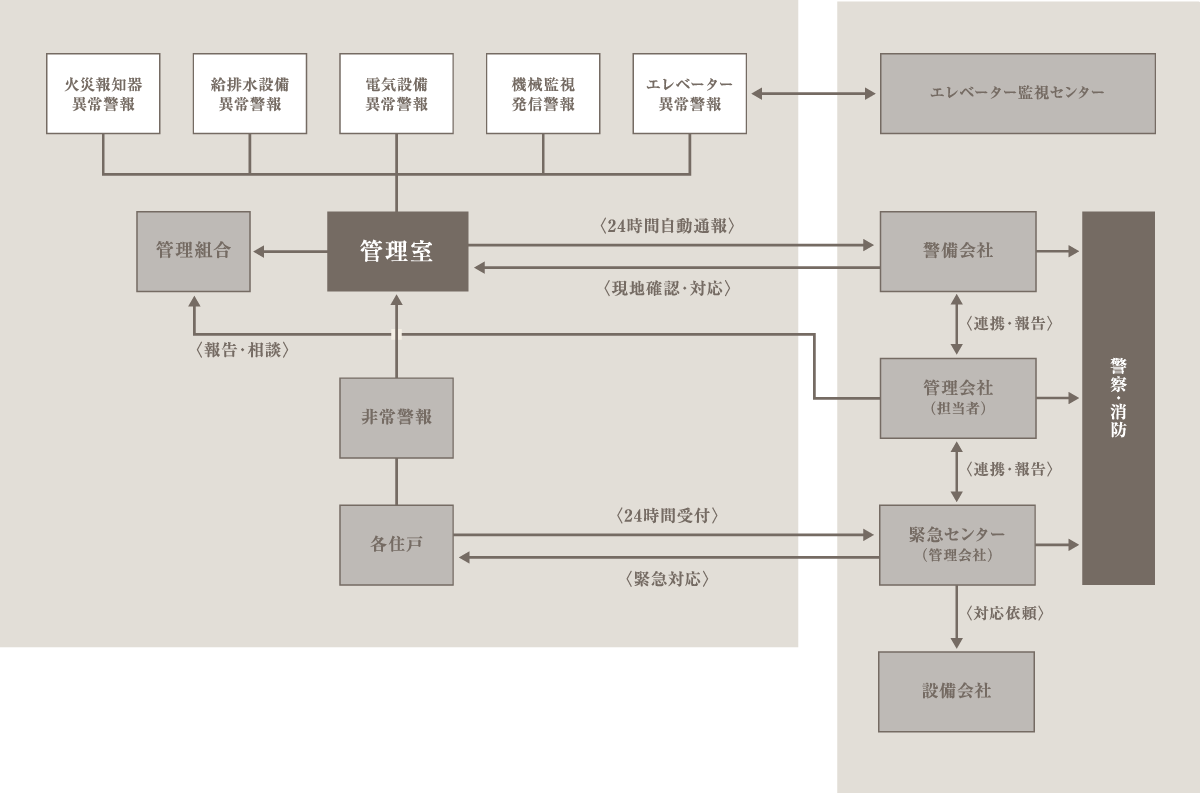 火災報知器
異常警報
給排水設備
異常警報
電気設備
異常警報
機械監視
発信警報
エレベーター
異常警報
エレベーター監視センター
管理組合
管理室
〈24時間自動通報〉
〈現地確認・対応〉
警備会社
〈連携・報告〉
〈報告・相談〉
管理会社
（担当者）
警察・消防
非常警報
〈連携・報告〉
各住戸
〈24時間受付〉
〈緊急対応〉
緊急センター
（管理会社）
〈対応依頼〉
設備会社